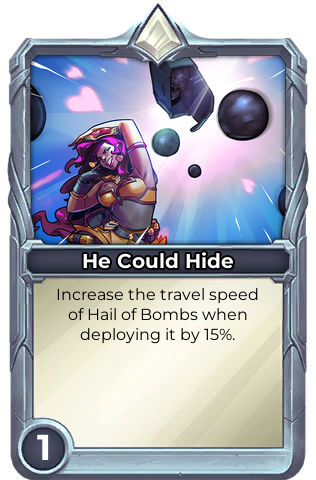 He Could Hide
Increase the travel speed
of Hail of Bombs when
deploying it by 15%.
1